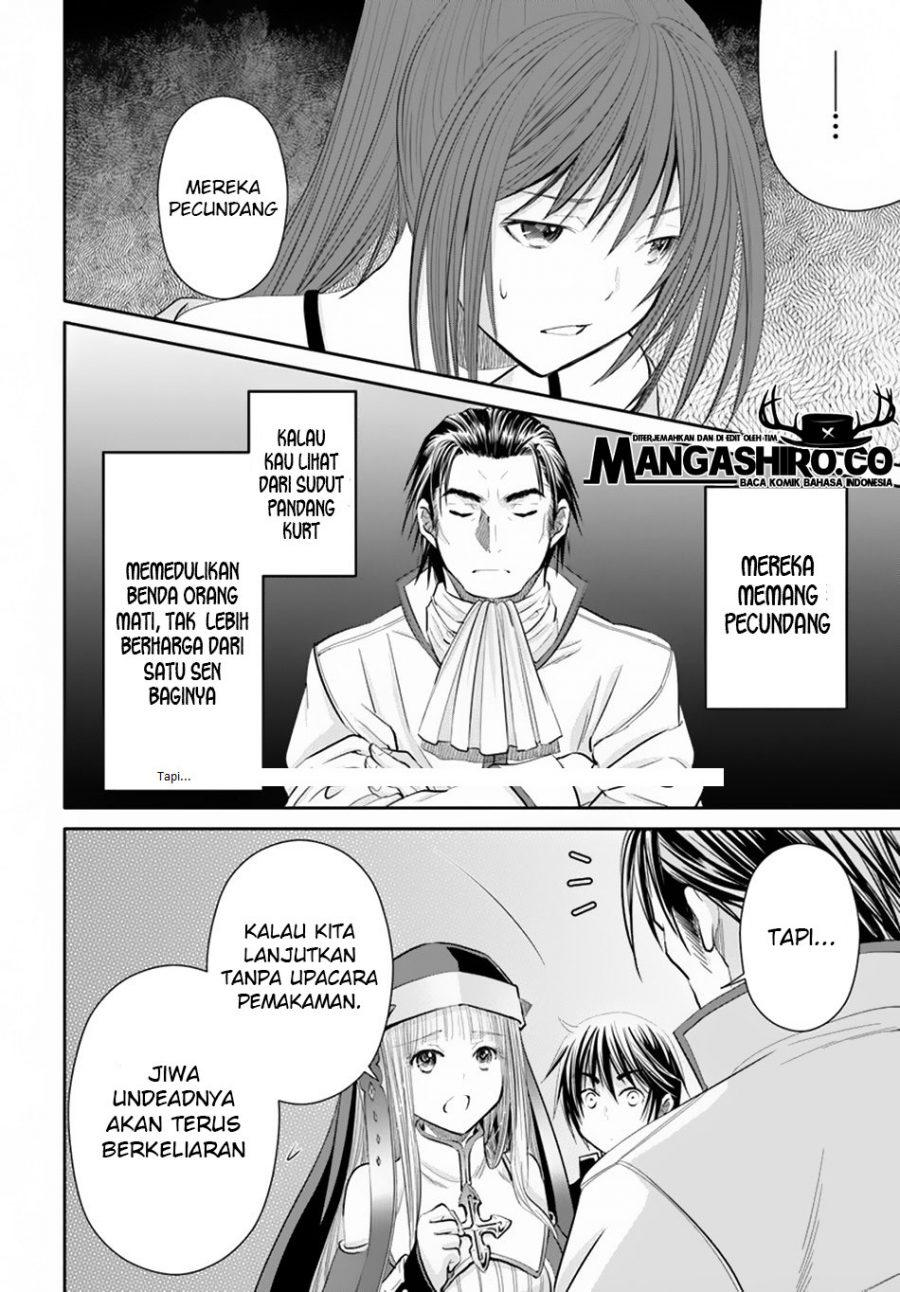 ......
MEREKA
PECUNDANG
DITERJEMAHKAN DAN DI EDIT OLEH TIM
MANGASHIRO.CO
BACA KOMIK BAHASA INDONESIA
MEREKA
MEMANG
PECUNDANG
KALAU
KAU LIHAT
DARI SUDUT
PANDANG
KURT
MEMEDULIKAN
BENDA ORANG
MATI, TAK LEBIH
BERHARGA DARI
SATU SEN
BAGINYA
Tapi...
TAPI...
KALAU KITA
LANJUTKAN
TANPA UPACARA
PEMAKAMAN.
JIWA
UNDEADNYA
AKAN TERUS
BERKELIARAN